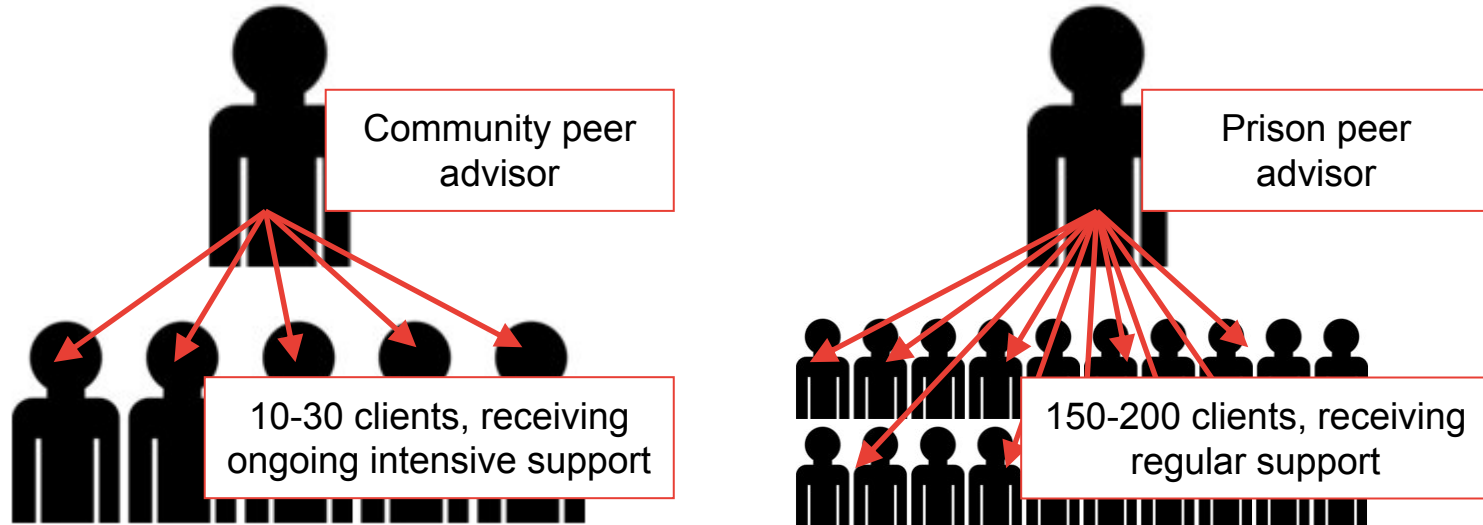 Community peer
advisor
Prison peer
advisor
10-30 clients, receiving
ongoing intensive support
150-200 clients, receiving
regular support